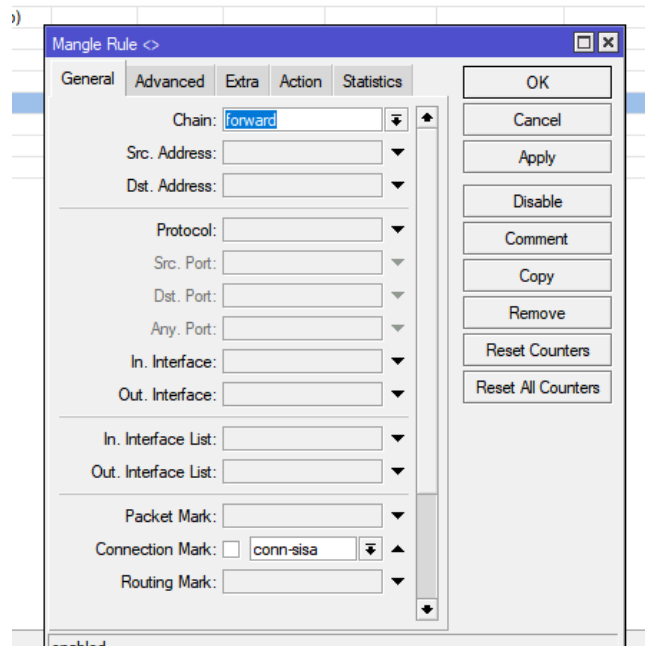 Mangle Rule <>
General Advanced Extra Action Statistics
OK
Chain: forward
Cancel
Src. Address:
Apply
Dst. Address:
Disable
Protocol:
Comment
Src. Port:
Copy
Dst. Port:
Remove
Any. Port:
Reset Counters
In. Interface:
Reset All Counters
Out. Interface:
In. Interface List:
Out. Interface List:
Packet Mark:
Connection Mark: conn-sisa
Routing Mark:
enabled